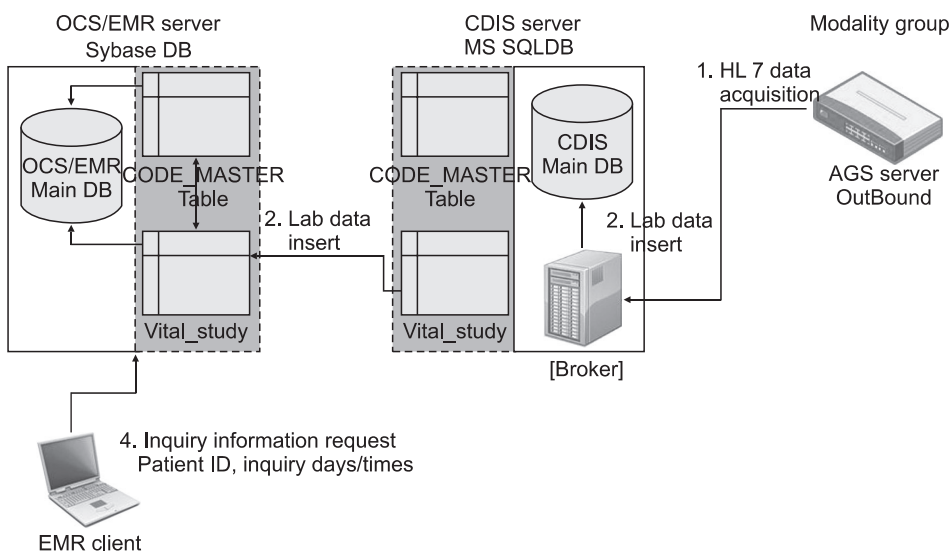 OCS/EMR server
Sybase DB
CDIS server
MS SQLDB
Modality group
1. HL 7 data
acquisition
OCS/EMR
Main DB
CODE_MASTER
Table
CODE_MASTER
Table
CDIS
Main DB
AGS server
OutBound
2. Lab data
insert
2. Lab data
insert
Vital_study
Vital_study
[Broker]
4. Inquiry information request
Patient ID, inquiry days/times
EMR client